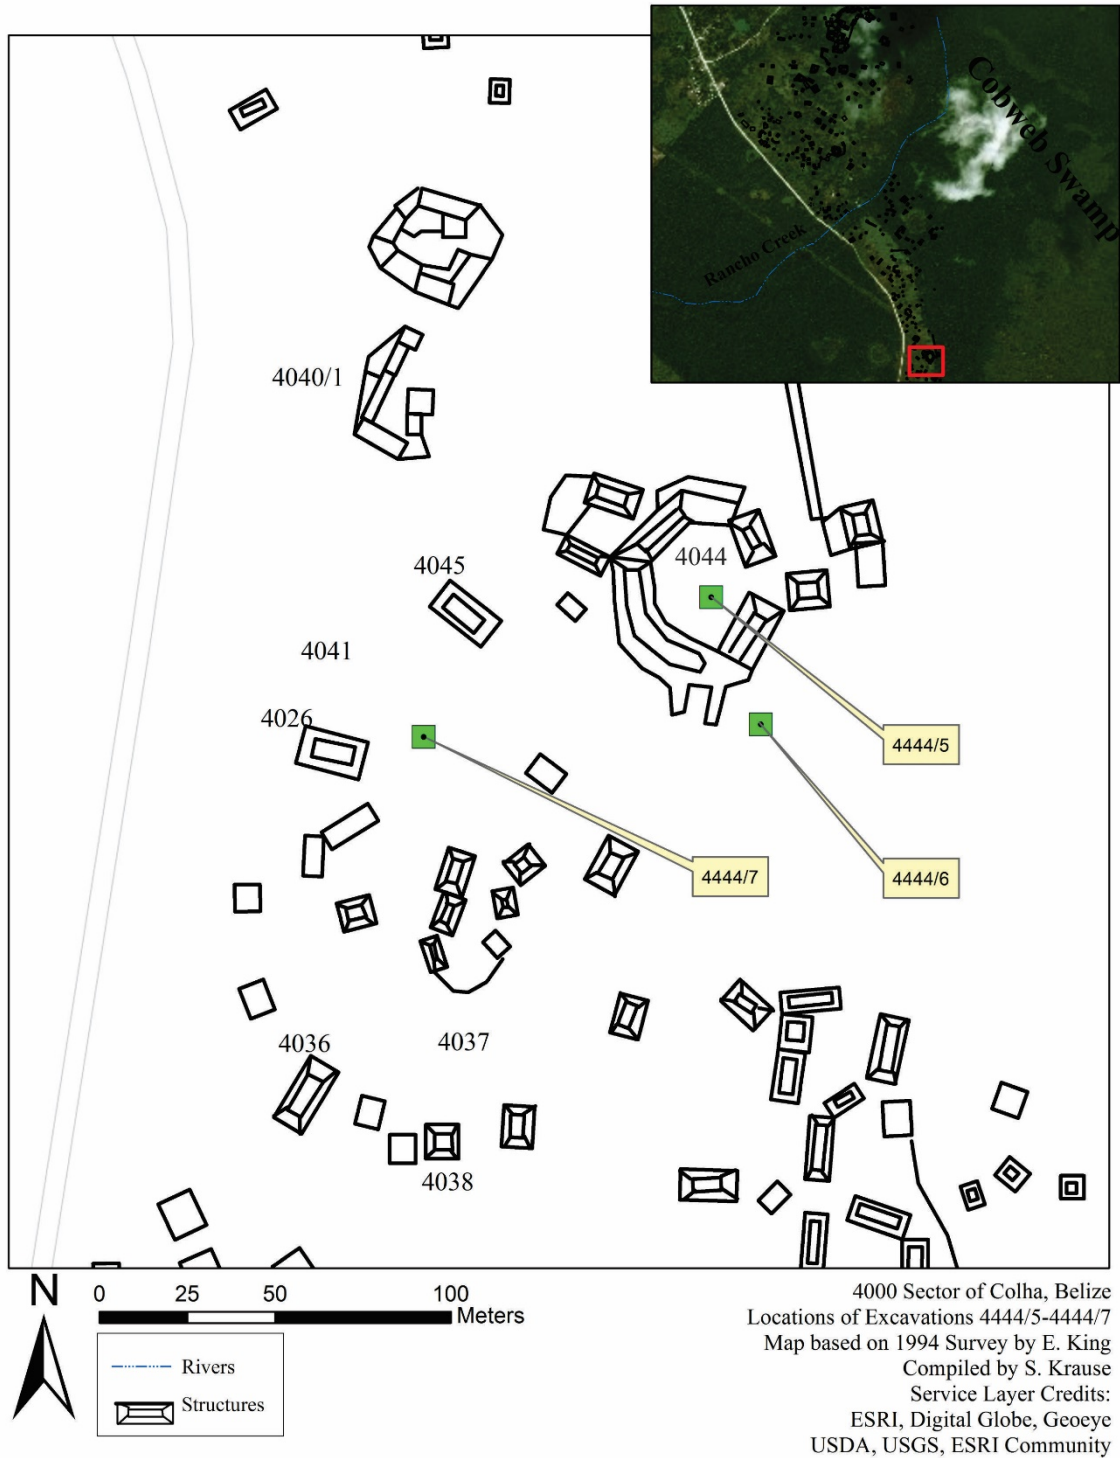 Cobweb Swamp
Rancho Creek
4040/1
4044
4045
4041
4026
4444/5
4444/7
4444/6
4036
4037
4038
N
0 25 50 100
Meters
Rivers
Structures
4000 Sector of Colha, Belize
Locations of Excavations 4444/5-4444/7
Map based on 1994 Survey by E. King
Compiled by S. Krause
Service Layer Credits:
ESRI, Digital Globe, Geoeye
USDA, USGS, ESRI Community